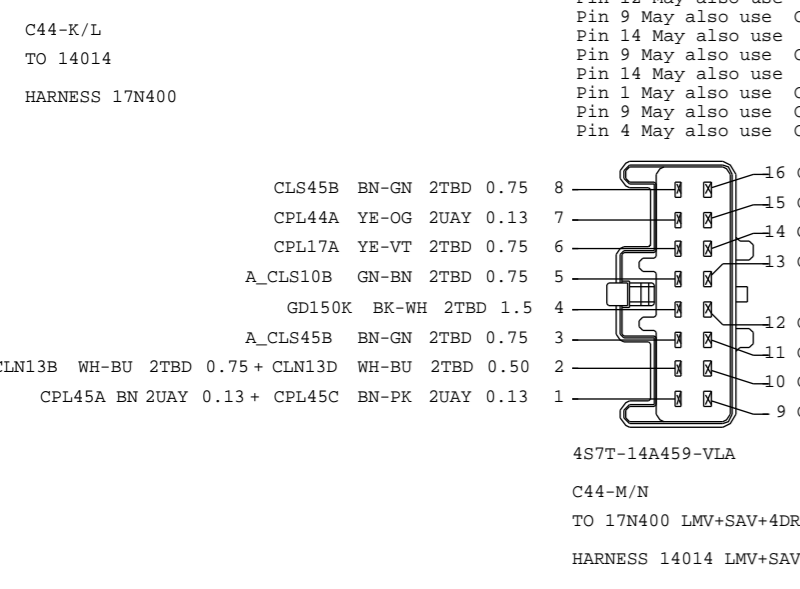 Pin 9 May also use
Pin 14 May also use
Pin 9 May also use
Pin 14 May also use
Pin 1 May also use
Pin 9 May also use
Pin 4 May also use
C44-K/L
TO 14014
HARNESS 17N400
CLS45B BN-GN 2TBD 0.75 8
CPL44A YE-OG 2UAY 0.13 7
CPL17A YE-VT 2TBD 0.75 6
A_CLS10B GN-BN 2TBD 0.75 5
GD150K BK-WH 2TBD 1.5 4
A_CLS45B BN-GN 2TBD 0.75 3
CLN13B WH-BU 2TBD 0.75 + CLN13D WH-BU 2TBD 0.50 2
CPL45A BN 2UAY 0.13 + CPL45C BN-PK 2UAY 0.13 1
16
15
14
13
12
11
10
9
4S7T-14A459-VLA
C44-M/N
TO 17N400 LMV+SAV+4DR
HARNESS 14014 LMV+SAV